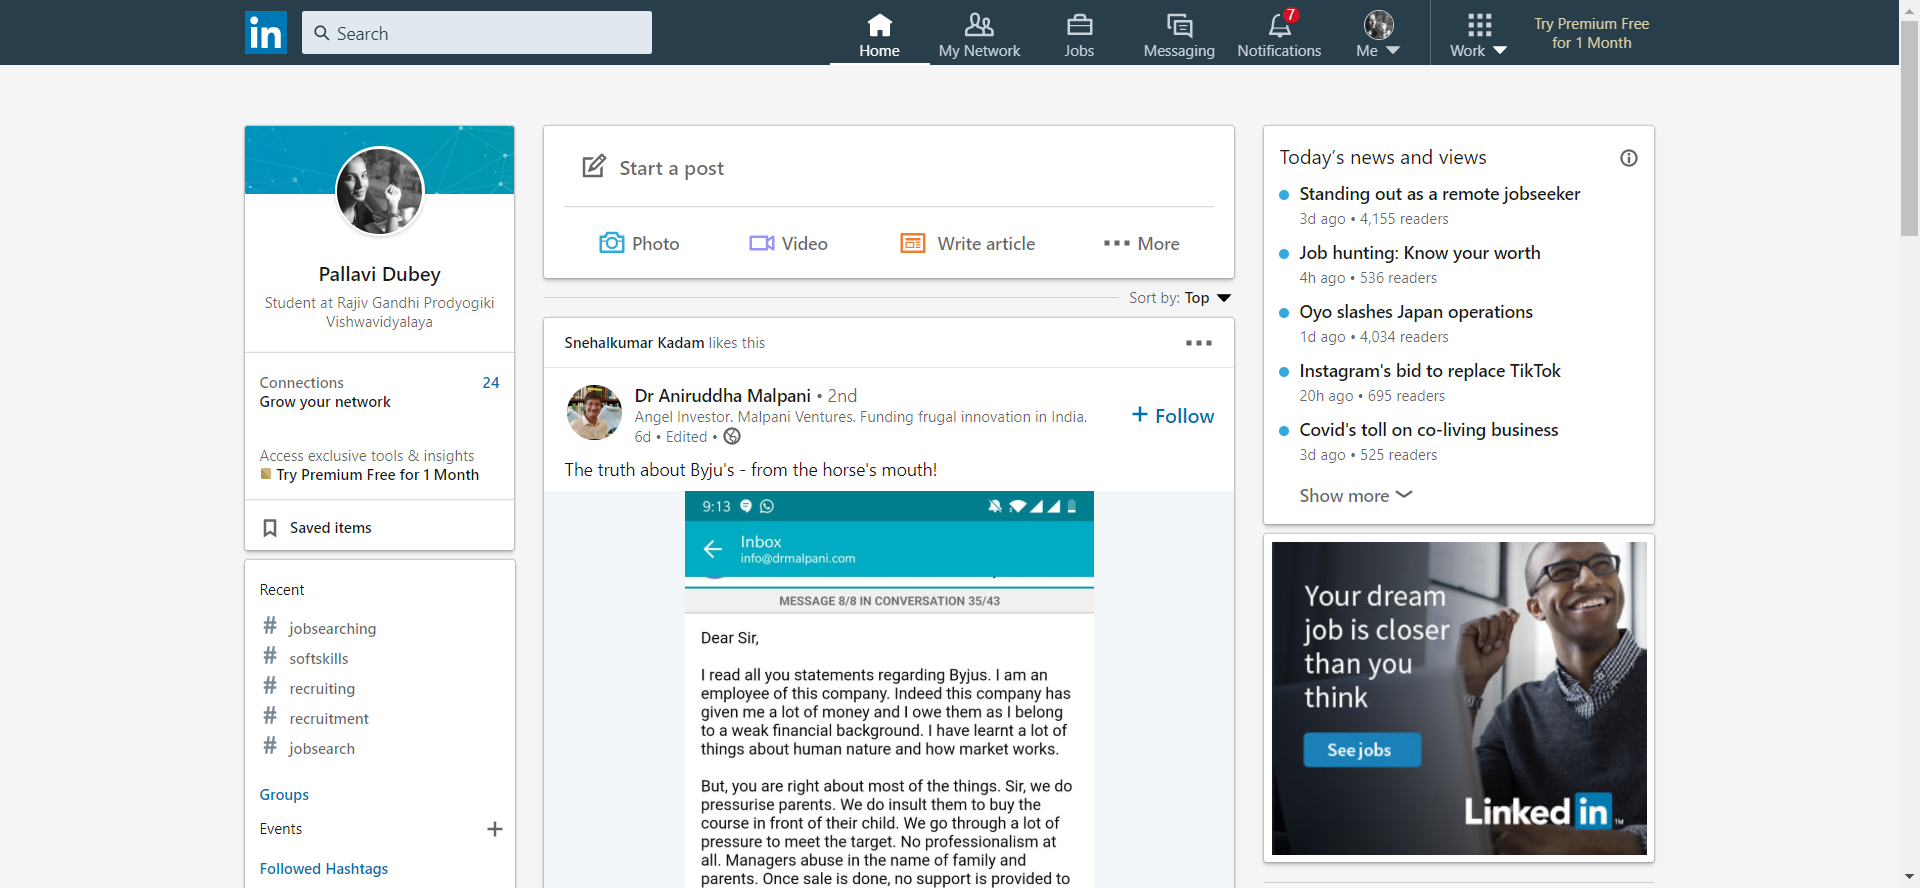 in
Search
Home
My Network
Jobs
Messaging
7
Notifications
Me
Work
Try Premium Free
for 1 Month
Pallavi Dubey
Student at Rajiv Gandhi Prodyogiki
Vishwavidyalaya
Connections 24
Grow your network
Access exclusive tools & insights
Try Premium Free for 1 Month
Saved items
Recent
# jobsearching
# softskills
# recruiting
# recruitment
# jobsearch
Groups
Events +
Followed Hashtags
Start a post
Photo
Video
Write article
More
Sort by: Top
Snehalkumar Kadam likes this
Dr Aniruddha Malpani • 2nd
Angel Investor. Malpani Ventures. Funding frugal innovation in India.
6d • Edited •
+ Follow
The truth about Byju's - from the horse's mouth!
9:13
Inbox
info@drmalpani.com
MESSAGE 8/8 IN CONVERSATION 35/43
Dear Sir,
I read all you statements regarding Byjus. I am an
employee of this company. Indeed this company has
given me a lot of money and I owe them as I belong
to a weak financial background. I have learnt a lot of
things about human nature and how market works.
But, you are right about most of the things. Sir, we do
pressurise parents. We do insult them to buy the
course in front of their child. We go through a lot of
pressure to meet the target. No professionalism at
all. Managers abuse in the name of family and
parents. Once sale is done, no support is provided to
Today's news and views
Standing out as a remote jobseeker
3d ago • 4,155 readers
Job hunting: Know your worth
4h ago • 536 readers
Oyo slashes Japan operations
1d ago • 4,034 readers
Instagram's bid to replace TikTok
20h ago • 695 readers
Covid's toll on co-living business
3d ago • 525 readers
Show more
Your dream
job is closer
than you
think
See jobs
Linked in ™